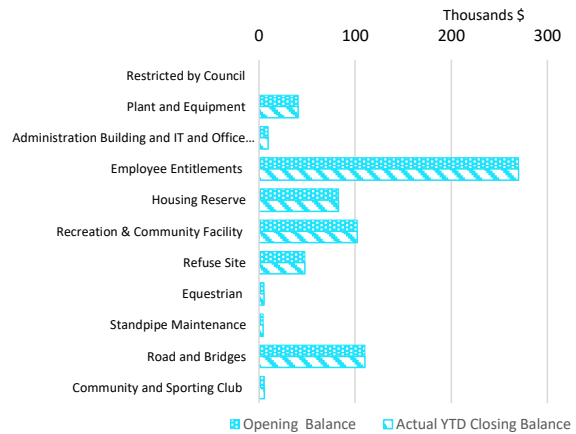 Thousands $
0 100 200 300
Restricted by Council
Plant and Equipment
Administration Building and IT and Office...
Employee Entitlements
Housing Reserve
Recreation & Community Facility
Refuse Site
Equestrian
Standpipe Maintenance
Road and Bridges
Community and Sporting Club
Opening Balance Actual YTD Closing Balance